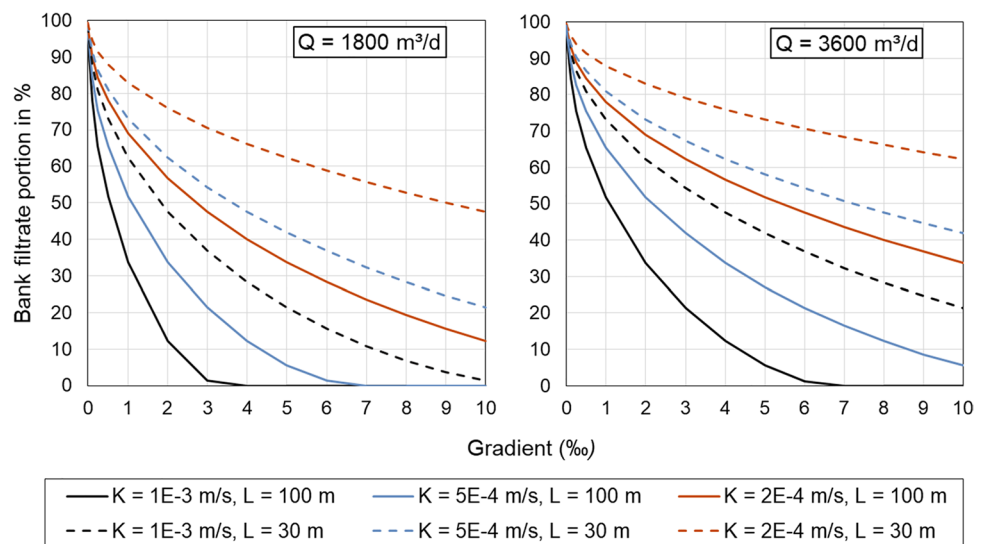 Q = 1800 m³/d
Q = 3600 m³/d
Bank filtrate portion in %
100
90
80
70
60
50
40
30
20
10
0
0 1 2 3 4 5 6 7 8 9 10
100
90
80
70
60
50
40
30
20
10
0
0 1 2 3 4 5 6 7 8 9 10
Gradient (‰)
K = 1E-3 m/s, L = 100 m
K = 5E-4 m/s, L = 100 m
K = 2E-4 m/s, L = 100 m
K = 1E-3 m/s, L = 30 m
K = 5E-4 m/s, L = 30 m
K = 2E-4 m/s, L = 30 m